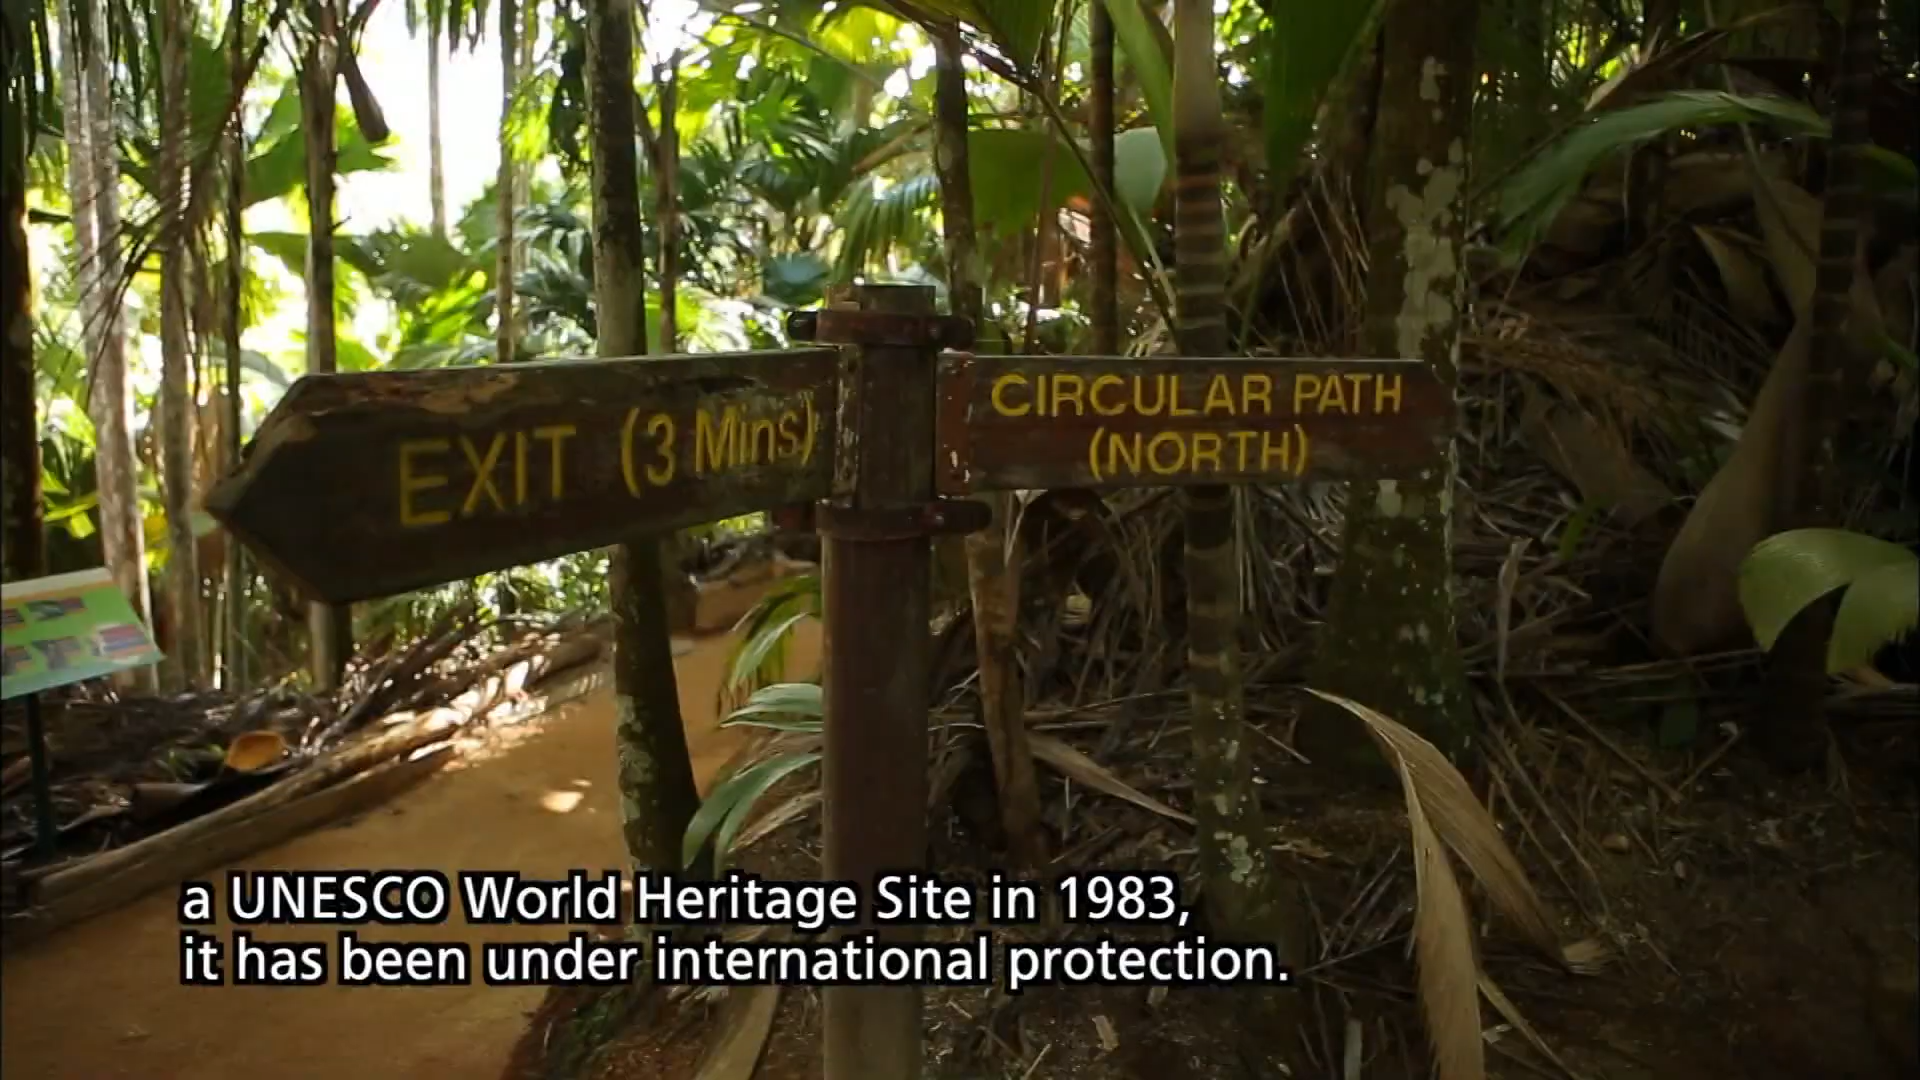 EXIT (3 Mins)
CIRCULAR PATH
(NORTH)
a UNESCO World Heritage Site in 1983,
it has been under international protection.